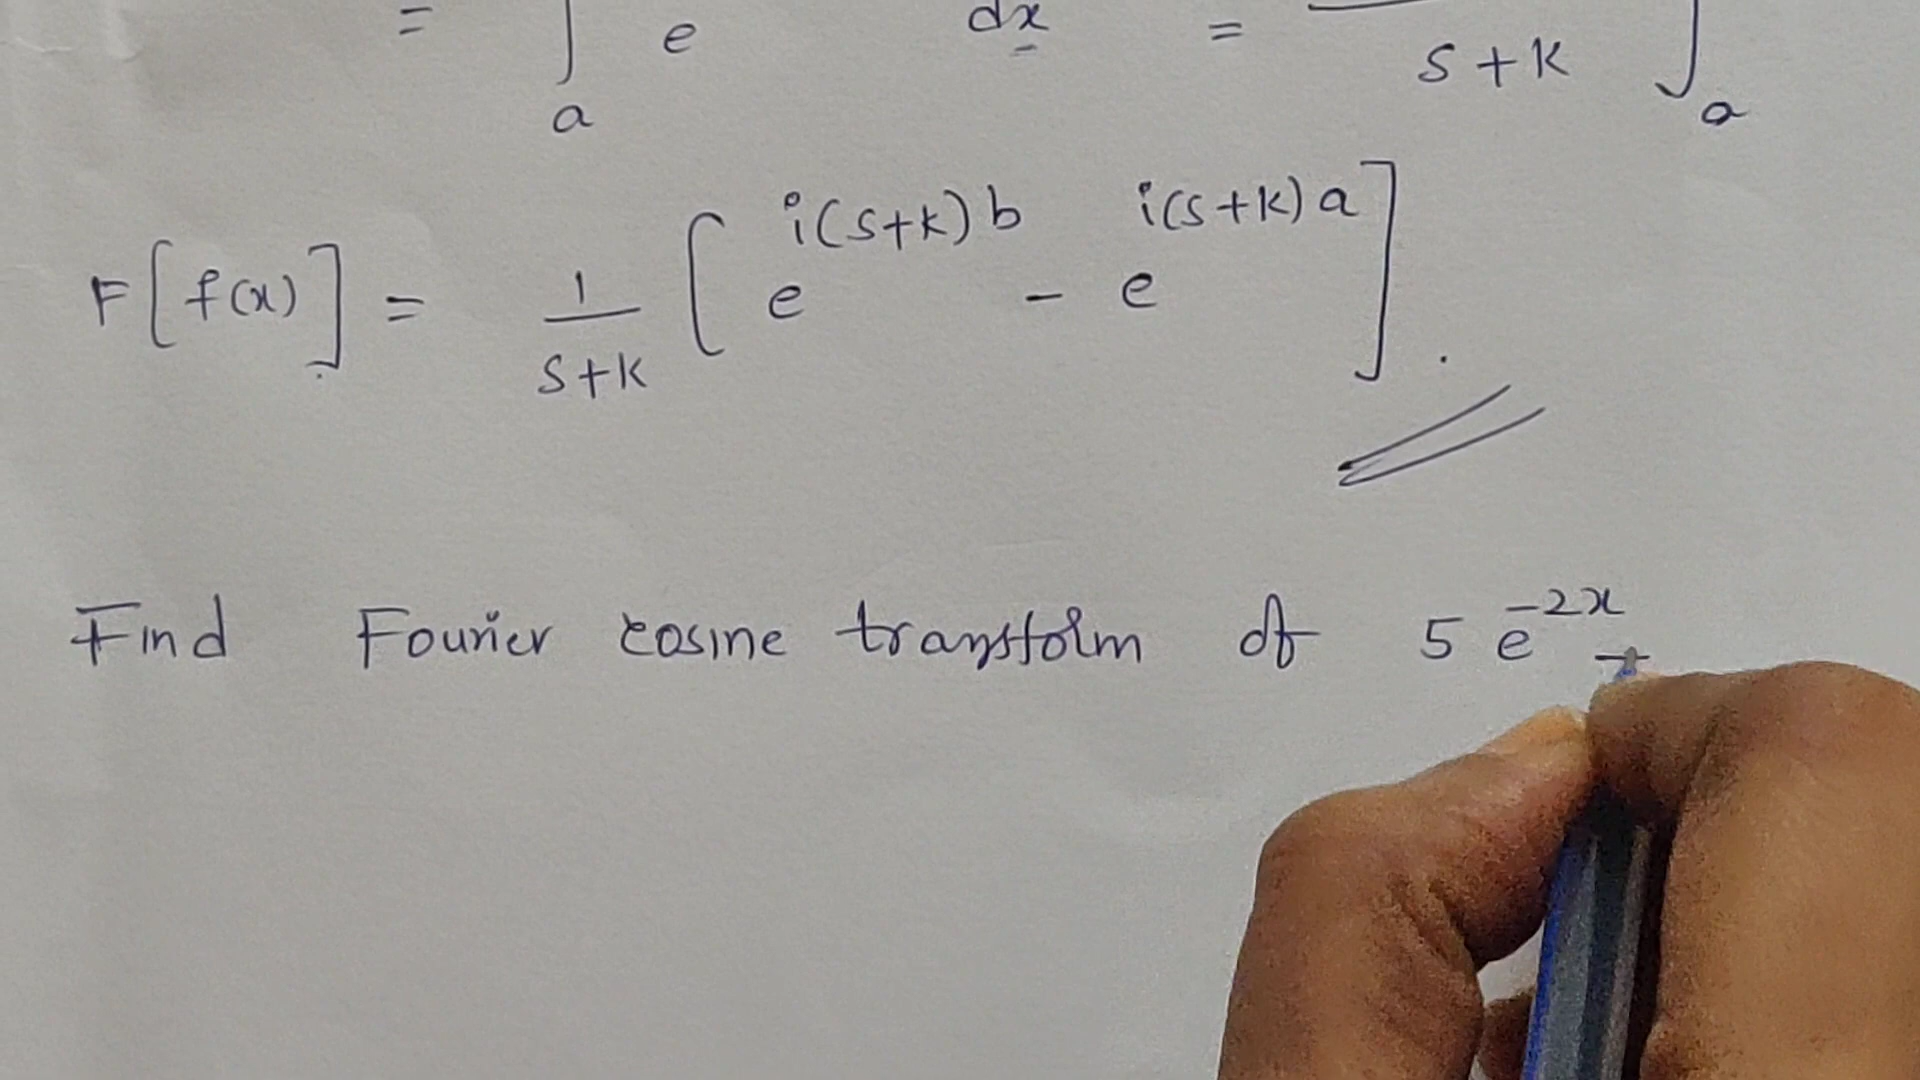 = ∫ₐ e dx = / s+k ]ₐ
F[f(x)] = 1/(s+k) [ e^{i(s+k)b} - e^{i(s+k)a} ].
Find Fourier cosine transform of 5 e^{-2x} +